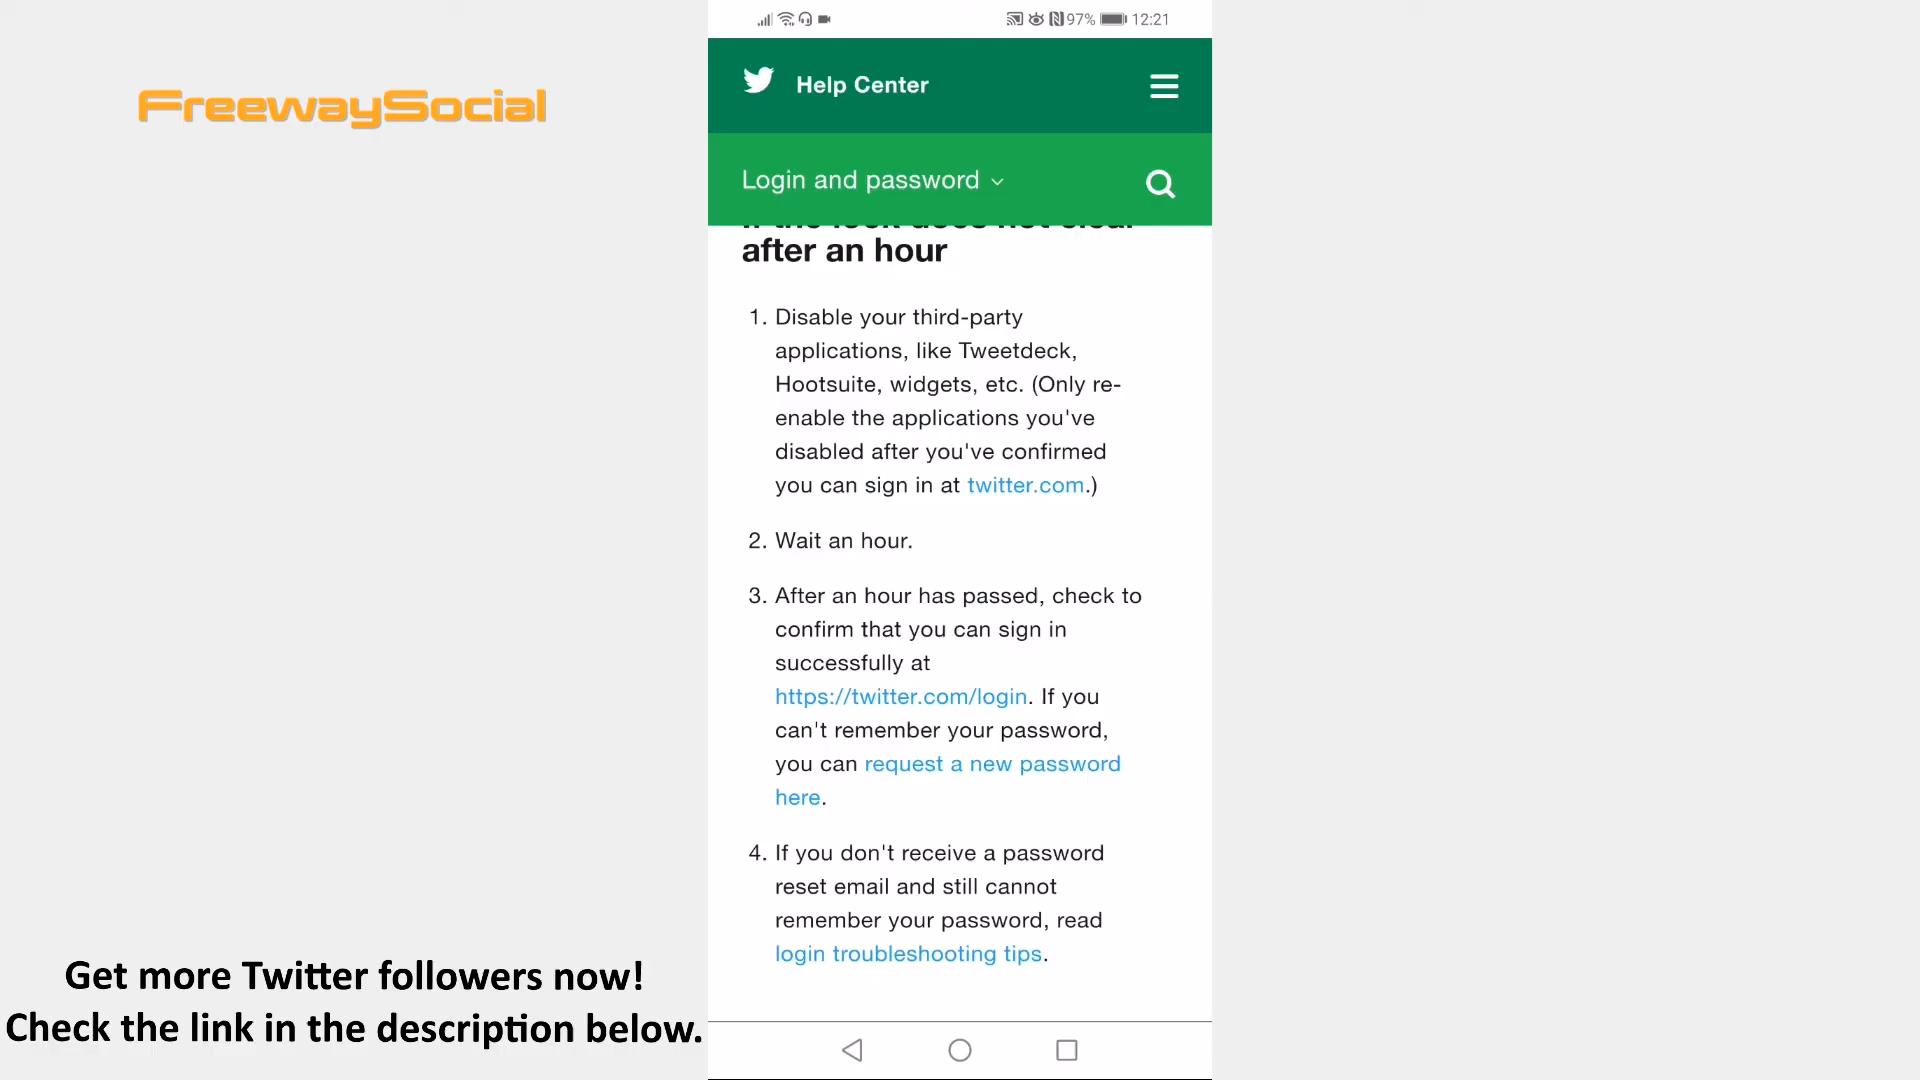 97% 12:21
FreewaySocial
Help Center
Login and password
after an hour
1. Disable your third-party
applications, like Tweetdeck,
Hootsuite, widgets, etc. (Only re-
enable the applications you've
disabled after you've confirmed
you can sign in at twitter.com.)
2. Wait an hour.
3. After an hour has passed, check to
confirm that you can sign in
successfully at
https://twitter.com/login. If you
can't remember your password,
you can request a new password
here.
4. If you don't receive a password
reset email and still cannot
remember your password, read
login troubleshooting tips.
Get more Twitter followers now!
Check the link in the description below.